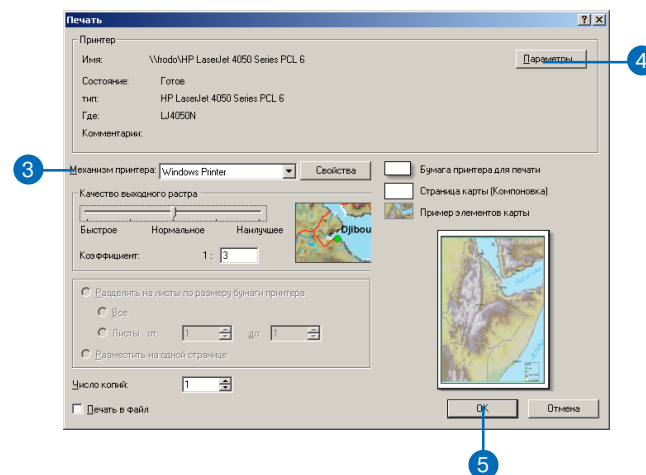 Печать
Принтер
Имя: \\frodo\HP LaserJet 4050 Series PCL 6
Параметры...
4
Состояние: Готов
тип: HP LaserJet 4050 Series PCL 6
Где: LJ4050N
Комментарии:
3
Механизм принтера: Windows Printer
Свойства
Бумага принтера для печати
Качество выходного растра
Страница карты (Компоновка)
Быстрое Нормальное Наилучшее
Djibou
Пример элементов карты
Коэффициент: 1 : 3
Разделить на листы по размеру бумаги принтера
Все
Листы от: 1 до: 1
Разместить на одной странице
Число копий: 1
Печать в файл
OK
Отмена
5